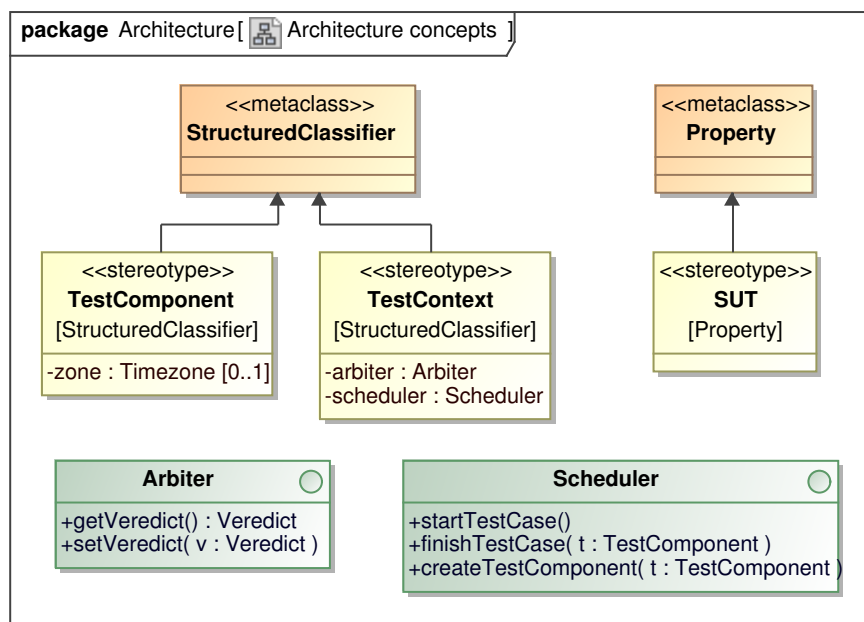 package Architecture[ Architecture concepts ]
<<metaclass>>
StructuredClassifier
<<metaclass>>
Property
<<stereotype>>
TestComponent
[StructuredClassifier]
-zone : Timezone [0..1]
<<stereotype>>
TestContext
[StructuredClassifier]
-arbiter : Arbiter
-scheduler : Scheduler
<<stereotype>>
SUT
[Property]
Arbiter
+getVeredict() : Veredict
+setVeredict( v : Veredict )
Scheduler
+startTestCase()
+finishTestCase( t : TestComponent )
+createTestComponent( t : TestComponent )